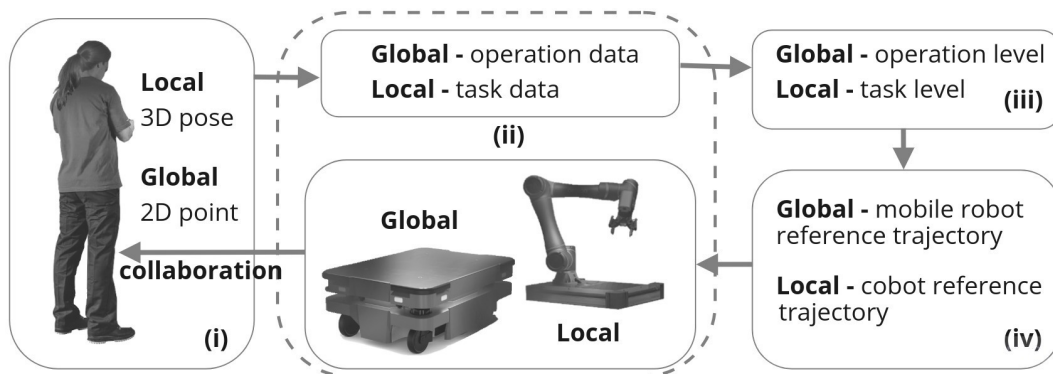 Local
3D pose
Global
2D point
(i)
Global - operation data
Local - task data
(ii)
Global - operation level
Local - task level
(iii)
Global - mobile robot
reference trajectory
Local - cobot reference
trajectory
(iv)
Global
Local
collaboration